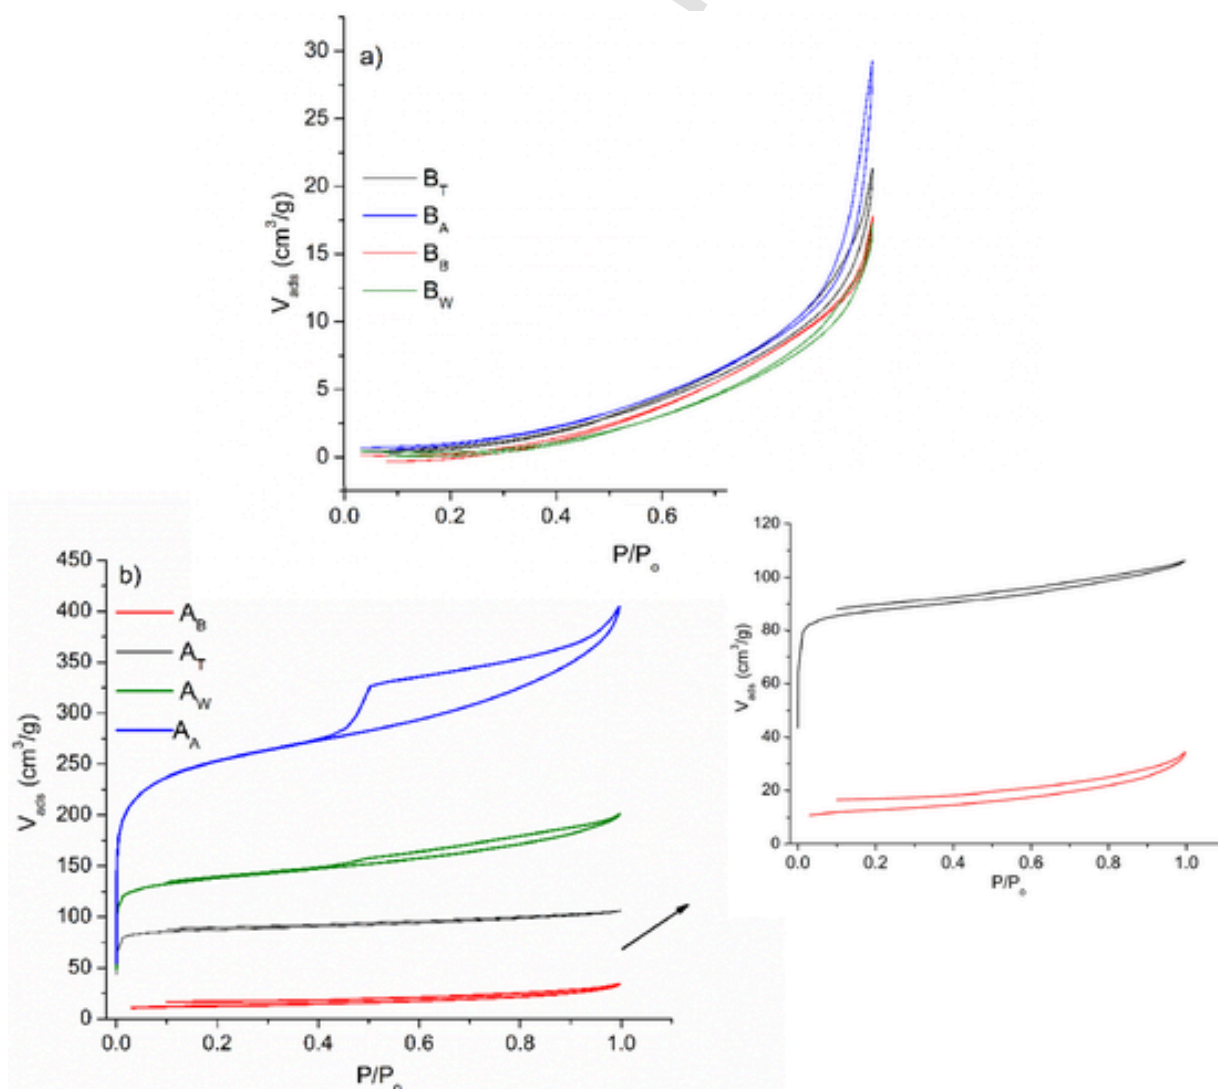 a)
30
25
20
15
10
5
0
V_ads (cm³/g)
B_T
B_A
B_B
B_W
0.0 0.2 0.4 0.6
P/P_o
b)
450
400
350
300
250
200
150
100
50
0
V_ads (cm³/g)
A_B
A_T
A_W
A_A
0.0 0.2 0.4 0.6 0.8 1.0
P/P_o
120
100
80
60
40
20
0
V_ads (cm³/g)
0.0 0.2 0.4 0.6 0.8 1.0
P/P_o